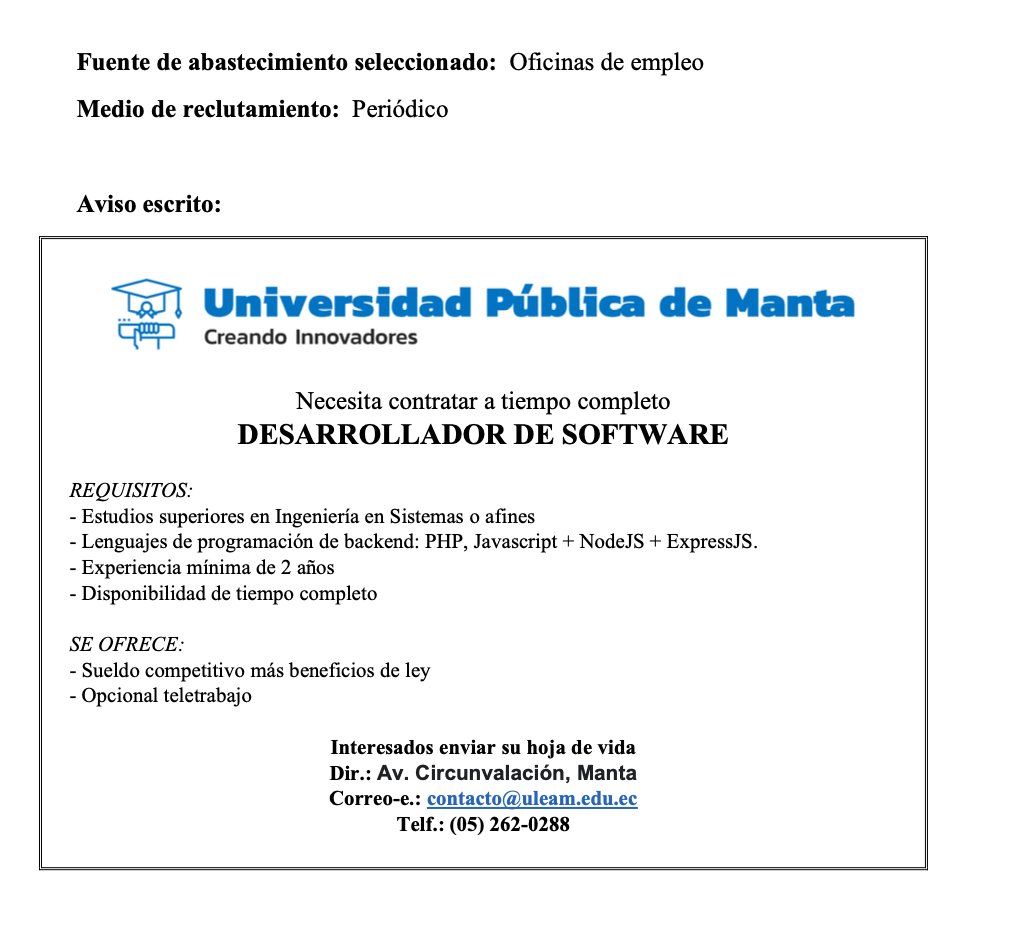 Fuente de abastecimiento seleccionado: Oficinas de empleo
Medio de reclutamiento: Periódico
Aviso escrito:
Universidad Pública de Manta
Creando Innovadores
Necesita contratar a tiempo completo
DESARROLLADOR DE SOFTWARE
REQUISITOS:
- Estudios superiores en Ingeniería en Sistemas o afines
- Lenguajes de programación de backend: PHP, Javascript + NodeJS + ExpressJS.
- Experiencia mínima de 2 años
- Disponibilidad de tiempo completo
SE OFRECE:
- Sueldo competitivo más beneficios de ley
- Opcional teletrabajo
Interesados enviar su hoja de vida
Dir.: Av. Circunvalación, Manta
Correo-e.: contacto@uleam.edu.ec
Telf.: (05) 262-0288